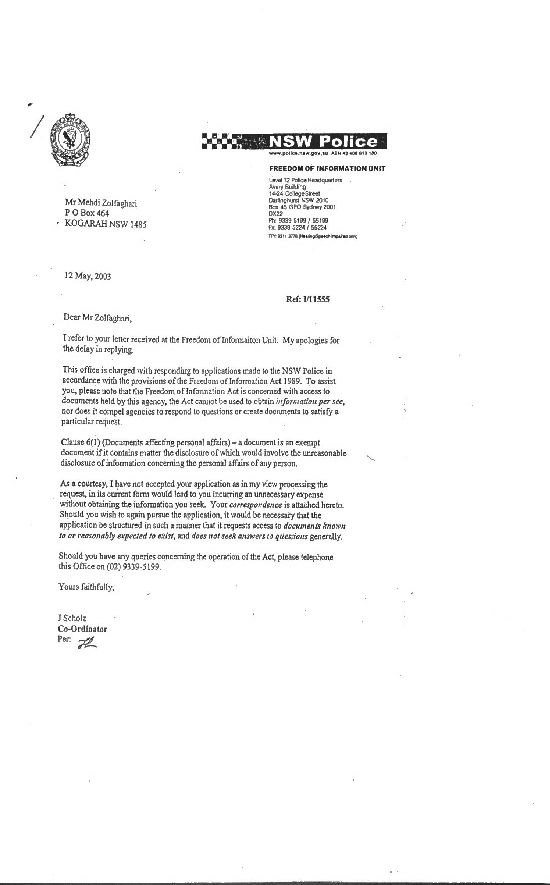 NSW Police
www.police.nsw.gov.au ABN 43 408 613 180
FREEDOM OF INFORMATION UNIT
Level 12 Police Headquarters
Avery Building
14-24 College Street
Darlinghurst NSW 2010
Box 45 GPO Sydney 2001
DX22
Ph: 9339 5199 / 55199
Fx: 9339 5224 / 55224
(Hearing/Speech impaired only)
Mr Mehdi Zolfaghari
P O Box 464
KOGARAH NSW 1485
12 May, 2003
Ref: I/11555
Dear Mr Zolfaghari,
I refer to your letter received at the Freedom of Informaiton Unit. My apologies for
the delay in replying.
This office is charged with responding to applications made to the NSW Police in
accordance with the provisions of the Freedom of Information Act 1989. To assist
you, please note that the Freedom of Information Act is concerned with access to
documents held by this agency, the Act cannot be used to obtain information per see,
nor does it compel agencies to respond to questions or create documents to satisfy a
particular request.
Clause 6(1) (Documents affecting personal affairs) – a document is an exempt
document if it contains matter the disclosure of which would involve the unreasonable
disclosure of information concerning the personal affairs of any person.
As a courtesy, I have not accepted your application as in my view processing the
request, in its current form would lead to you incurring an unnecessary expense
without obtaining the information you seek. Your correspondence is attached hereto.
Should you wish to again pursue the application, it would be necessary that the
application be structured in such a manner that it requests access to documents known
to or reasonably expected to exist, and does not seek answers to questions generally.
Should you have any queries concerning the operation of the Act, please telephone
this Office on (02) 9339-5199.
Yours faithfully,
J Scholz
Co-Ordinator
Per: